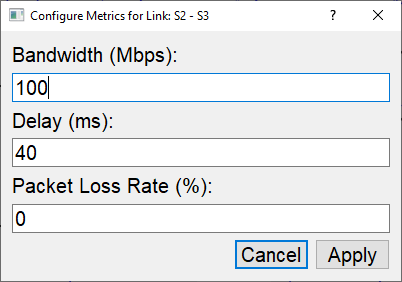 Configure Metrics for Link: S2 - S3
Bandwidth (Mbps):
100
Delay (ms):
40
Packet Loss Rate (%):
0
Cancel Apply